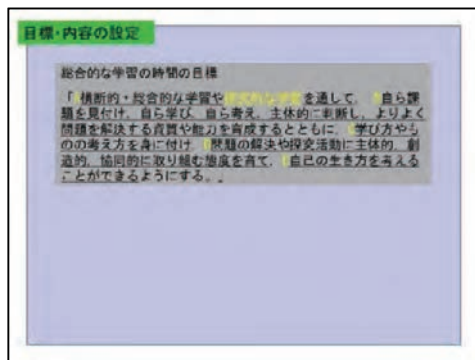 目標・内容の設定
総合的な学習の時間の目標
「横断的・総合的な学習や探究的な学習を通して、自ら課
題を見付け、自ら学び、自ら考え、主体的に判断し、よりよく
問題を解決する資質や能力を育成するとともに、学び方やも
のの考え方を身に付け、問題の解決や探究活動に主体的、創
造的、協同的に取り組む態度を育て、自己の生き方を考える
ことができるようにする。」